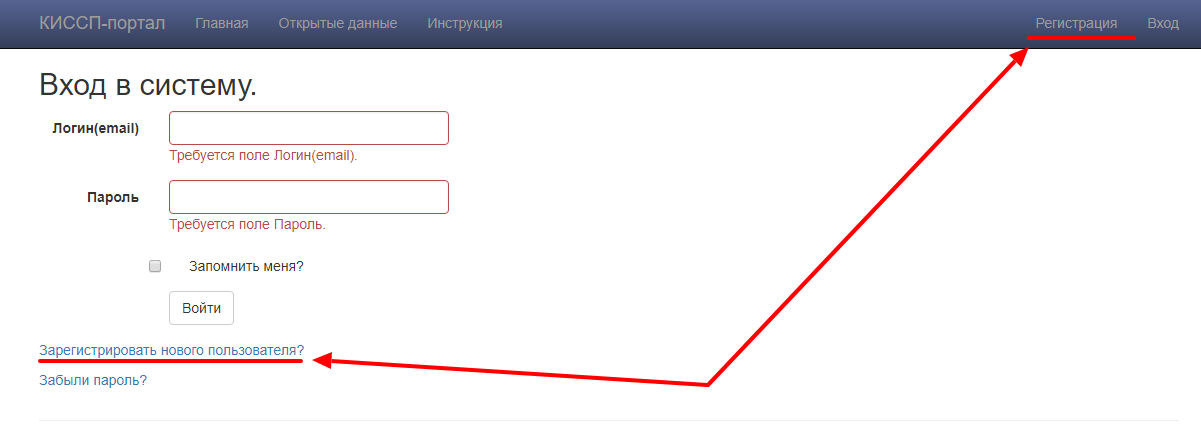 КИССП-портал Главная Открытые данные Инструкция Регистрация Вход
Вход в систему.
Логин(email)
Требуется поле Логин(email).
Пароль
Требуется поле Пароль.
Запомнить меня?
Войти
Зарегистрировать нового пользователя?
Забыли пароль?